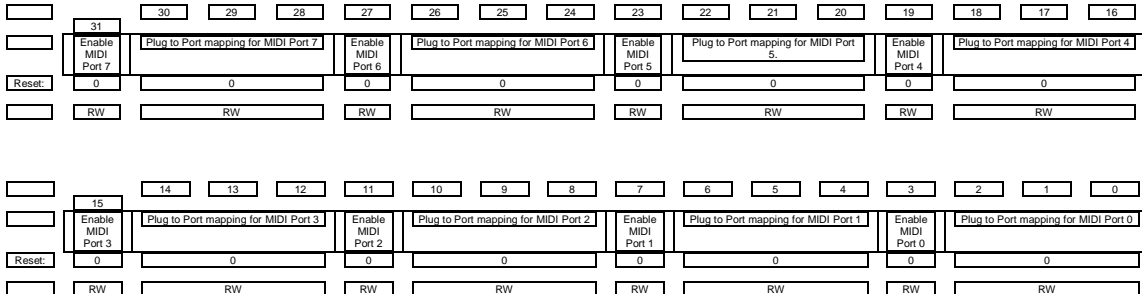 31 30 29 28 27 26 25 24 23 22 21 20 19 18 17 16
Enable MIDI Port 7 Plug to Port mapping for MIDI Port 7 Enable MIDI Port 6 Plug to Port mapping for MIDI Port 6 Enable MIDI Port 5 Plug to Port mapping for MIDI Port 5. Enable MIDI Port 4 Plug to Port mapping for MIDI Port 4
Reset: 0 0 0 0 0 0 0 0
RW RW RW RW RW RW RW RW
15 14 13 12 11 10 9 8 7 6 5 4 3 2 1 0
Enable MIDI Port 3 Plug to Port mapping for MIDI Port 3 Enable MIDI Port 2 Plug to Port mapping for MIDI Port 2 Enable MIDI Port 1 Plug to Port mapping for MIDI Port 1 Enable MIDI Port 0 Plug to Port mapping for MIDI Port 0
Reset: 0 0 0 0 0 0 0 0
RW RW RW RW RW RW RW RW